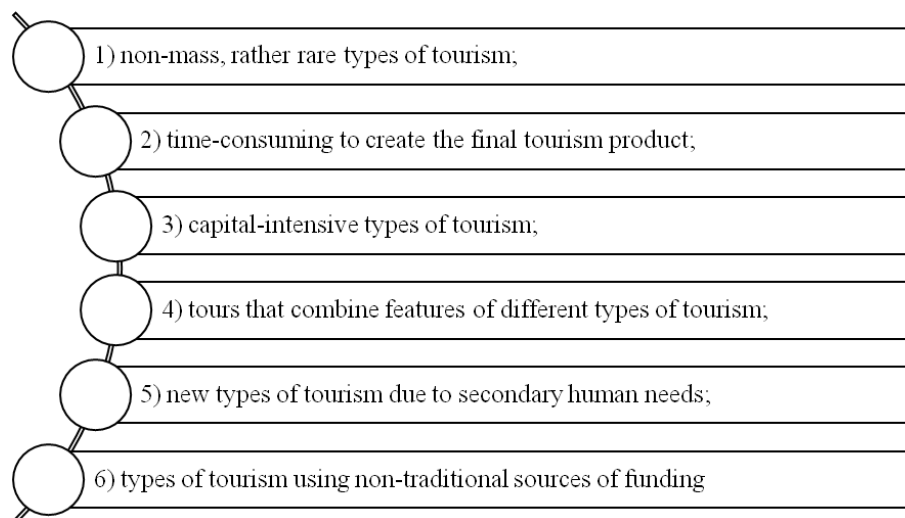 1) non-mass, rather rare types of tourism;
2) time-consuming to create the final tourism product;
3) capital-intensive types of tourism;
4) tours that combine features of different types of tourism;
5) new types of tourism due to secondary human needs;
6) types of tourism using non-traditional sources of funding